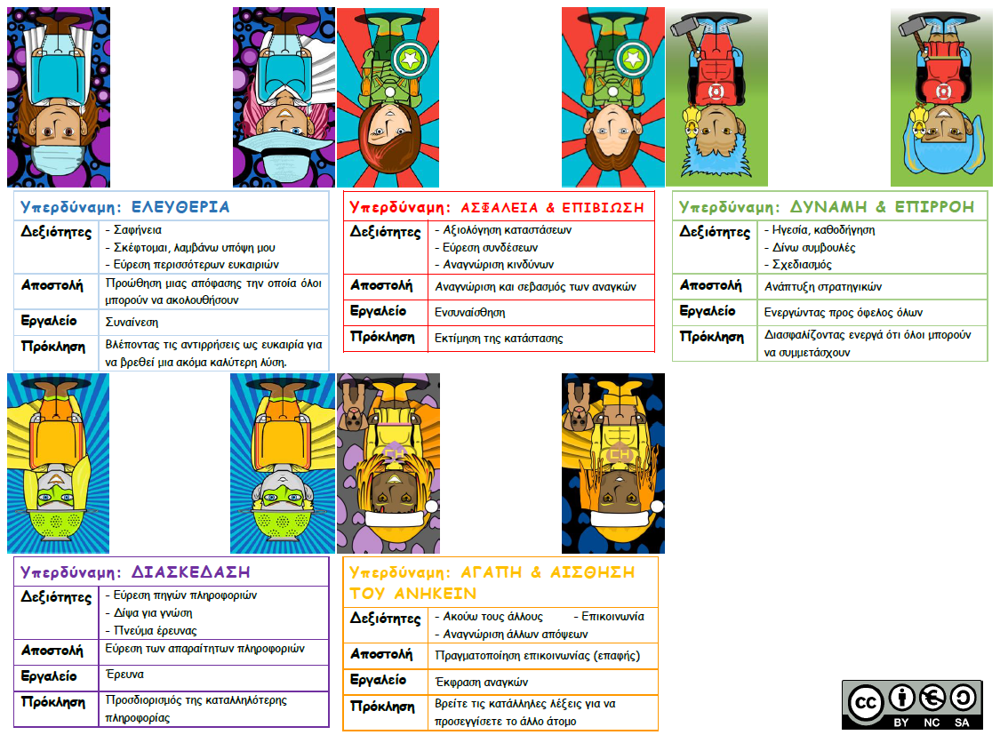 Υπερδύναμη: ΕΛΕΥΘΕΡΙΑ
Δεξιότητες
- Σαφήνεια
- Σκέφτομαι, λαμβάνω υπόψη μου
- Εύρεση περισσότερων ευκαιριών
Αποστολή
Προώθηση μιας απόφασης την οποία όλοι
μπορούν να ακολουθήσουν
Εργαλείο
Συναίνεση
Πρόκληση
Βλέποντας τις αντιρρήσεις ως ευκαιρία για
να βρεθεί μια ακόμα καλύτερη λύση.
Υπερδύναμη: ΑΣΦΑΛΕΙΑ & ΕΠΙΒΙΩΣΗ
Δεξιότητες
- Αξιολόγηση καταστάσεων
- Εύρεση συνδέσεων
- Αναγνώριση κινδύνων
Αποστολή
Αναγνώριση και σεβασμός των αναγκών
Εργαλείο
Ενσυναίσθηση
Πρόκληση
Εκτίμηση της κατάστασης
Υπερδύναμη: ΔΥΝΑΜΗ & ΕΠΙΡΡΟΗ
Δεξιότητες
- Ηγεσία, καθοδήγηση
- Δίνω συμβουλές
- Σχεδιασμός
Αποστολή
Ανάπτυξη στρατηγικών
Εργαλείο
Ενεργώντας προς όφελος όλων
Πρόκληση
Διασφαλίζοντας ενεργά ότι όλοι μπορούν
να συμμετάσχουν
Υπερδύναμη: ΔΙΑΣΚΕΔΑΣΗ
Δεξιότητες
- Εύρεση πηγών πληροφοριών
- Δίψα για γνώση
- Πνεύμα έρευνας
Αποστολή
Εύρεση των απαραίτητων πληροφοριών
Εργαλείο
Έρευνα
Πρόκληση
Προσδιορισμός της καταλληλότερης
πληροφορίας
Υπερδύναμη: ΑΓΑΠΗ & ΑΙΣΘΗΣΗ
ΤΟΥ ΑΝΗΚΕΙΝ
Δεξιότητες
- Ακούω τους άλλους - Επικοινωνία
- Αναγνώριση άλλων απόψεων
Αποστολή
Πραγματοποίηση επικοινωνίας (επαφής)
Εργαλείο
Έκφραση αναγκών
Πρόκληση
Βρείτε τις κατάλληλες λέξεις για να
προσεγγίσετε το άλλο άτομο
cc
BY NC SA